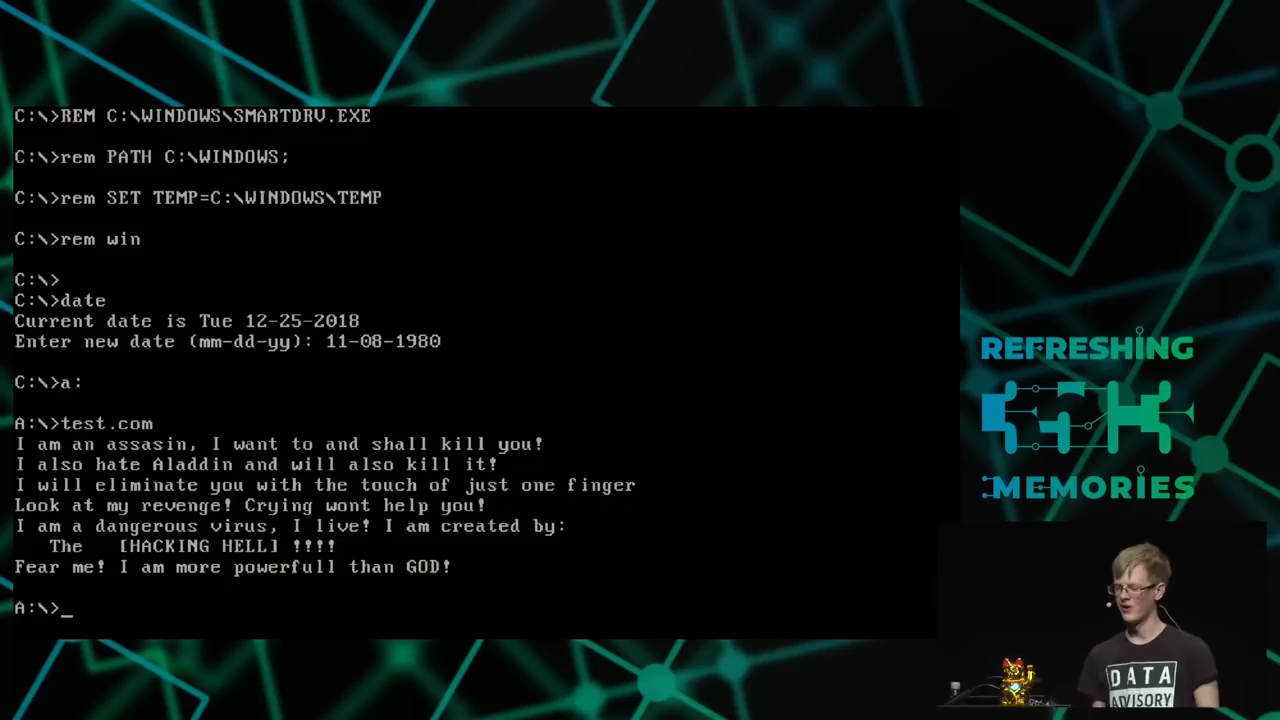 C:\>REM C:\WINDOWS\SMARTDRV.EXE
C:\>rem PATH C:\WINDOWS;
C:\>rem SET TEMP=C:\WINDOWS\TEMP
C:\>rem win
C:\>
C:\>date
Current date is Tue 12-25-2018
Enter new date (mm-dd-yy): 11-08-1980
C:\>a:
A:\>test.com
I am an assasin, I want to and shall kill you!
I also hate Aladdin and will also kill it!
I will eliminate you with the touch of just one finger
Look at my revenge! Crying wont help you!
I am a dangerous virus, I live! I am created by:
The [HACKING HELL] !!!!
Fear me! I am more powerfull than GOD!
A:\>_
REFRESHING
35K
MEMORIES
DATA
ADVISORY